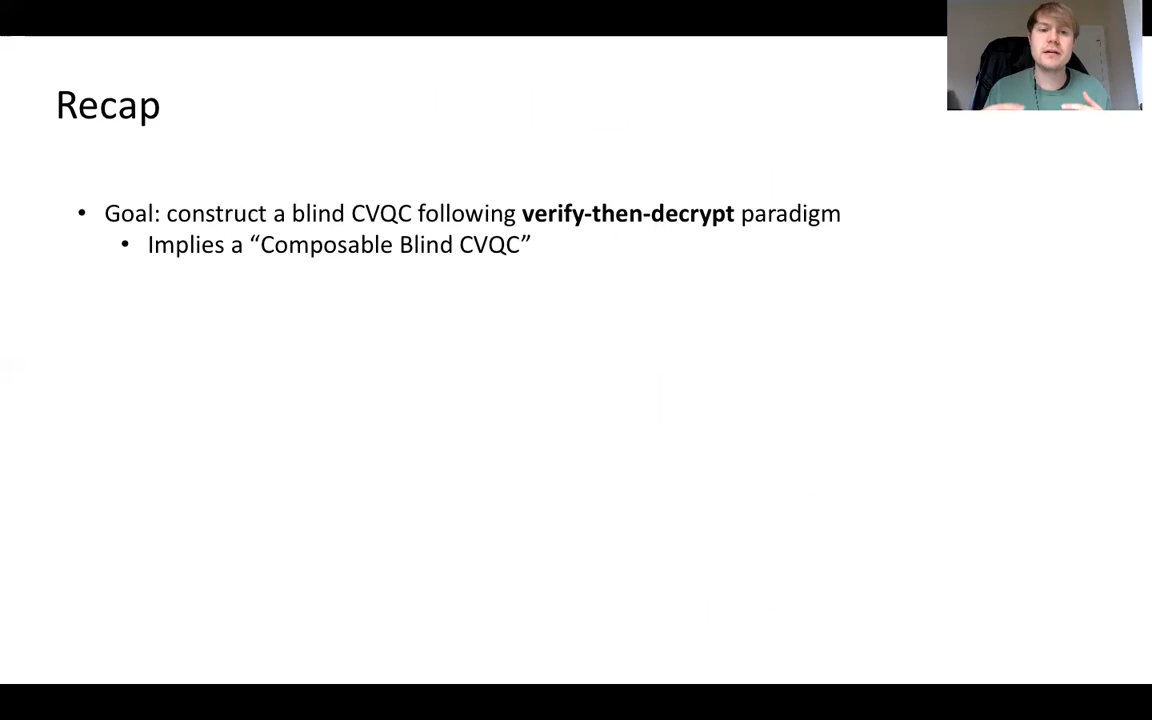 Recap
• Goal: construct a blind CVQC following verify-then-decrypt paradigm
• Implies a “Composable Blind CVQC”